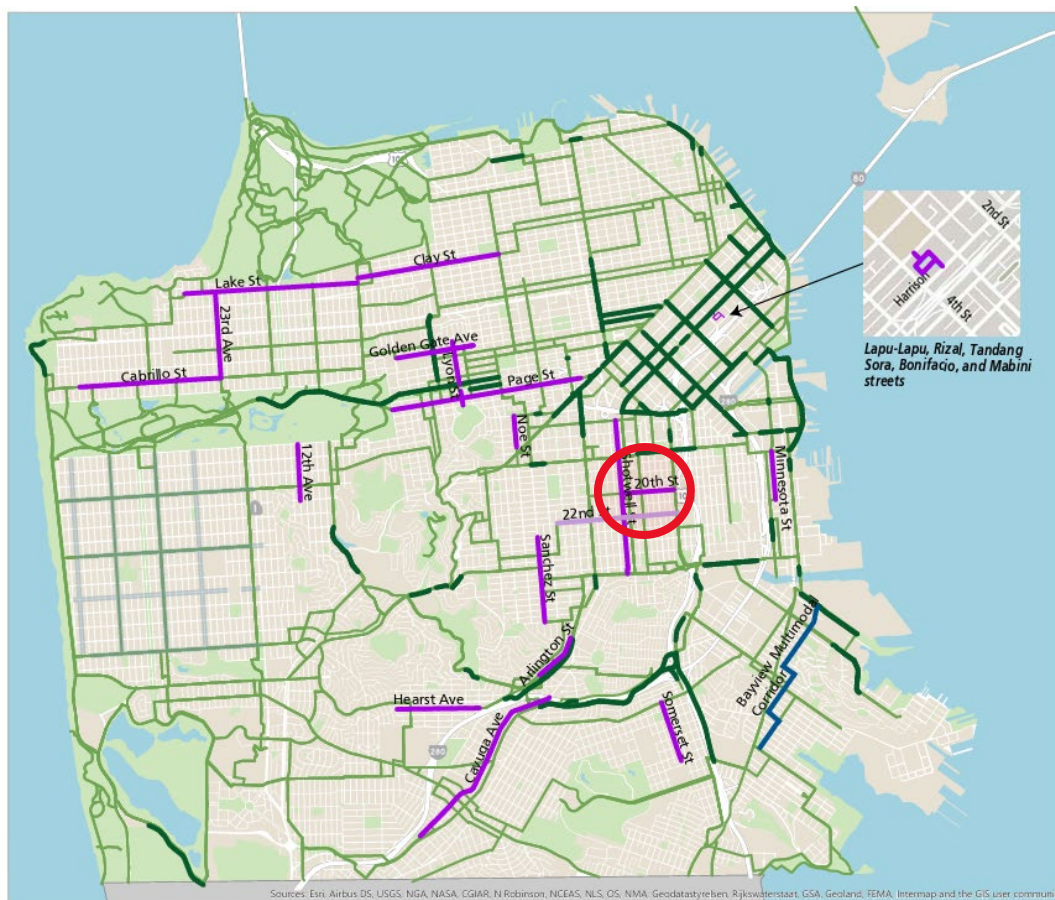 101
80
2nd St
Clay St
Lake St
Harrison
4th St
23rd Ave
Golden Gate Ave
Lyon St
Lapu-Lapu, Rizal, Tandang
Sora, Bonifacio, and Mabini
streets
Cabrillo St
Page St
280
Noe St
12th Ave
Shotwell St
20th St
Minnesota St
1
22nd St
Sanchez St
Arlington St
Bayview Multimodal
Corridor
Hearst Ave
Somerset St
Cayuga Ave
280
Sources: Esri, Airbus DS, USGS, NGA, NASA, CGIAR, N Robinson, NCEAS, NLS, OS, NMA, Geodatastyrelsen, Rijkswaterstaat, GSA, Geoland, FEMA, Intermap and the GIS user commun